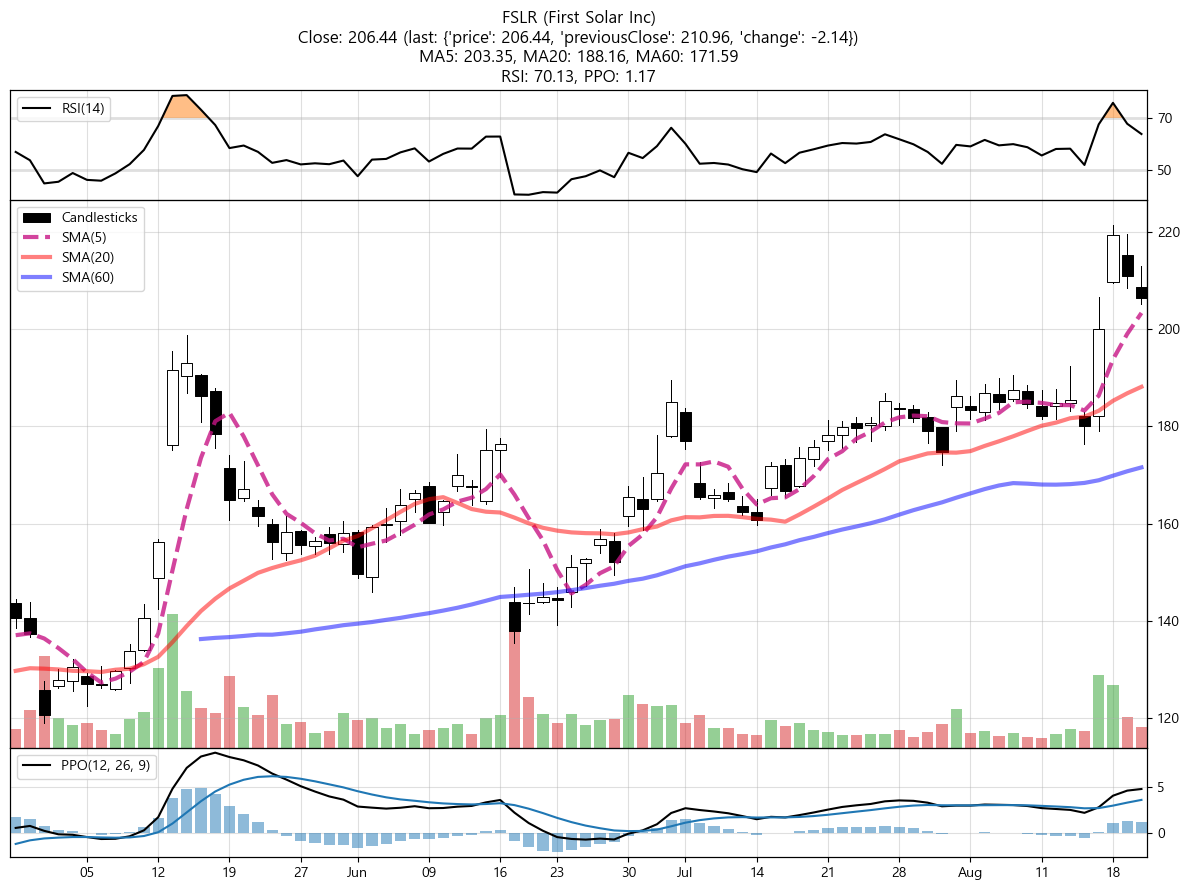 FSLR (First Solar Inc)
Close: 206.44 (last: {'price': 206.44, 'previousClose': 210.96, 'change': -2.14})
MA5: 203.35, MA20: 188.16, MA60: 171.59
RSI: 70.13, PPO: 1.17
RSI(14)
70
50
Candlesticks
SMA(5)
SMA(20)
SMA(60)
220
200
180
160
140
120
PPO(12, 26, 9)
5
0
05 12 19 27 Jun 09 16 23 30 Jul 07 14 21 28 Aug 11 18